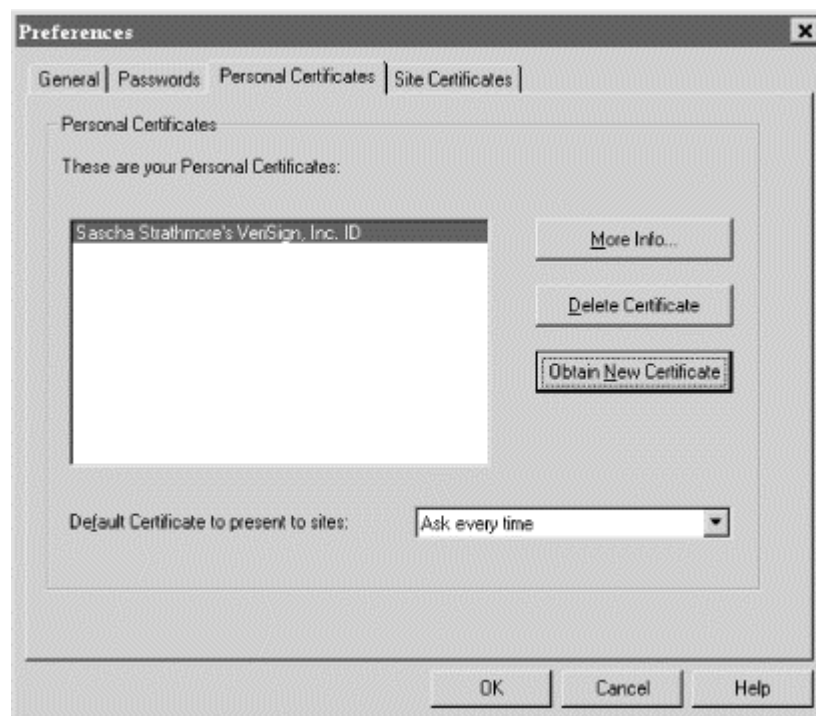 Preferences
General Passwords Personal Certificates Site Certificates
Personal Certificates
These are your Personal Certificates:
Sascha Strathmore's VeriSign, Inc. ID
More Info...
Delete Certificate
Obtain New Certificate
Default Certificate to present to sites: Ask every time
OK Cancel Help